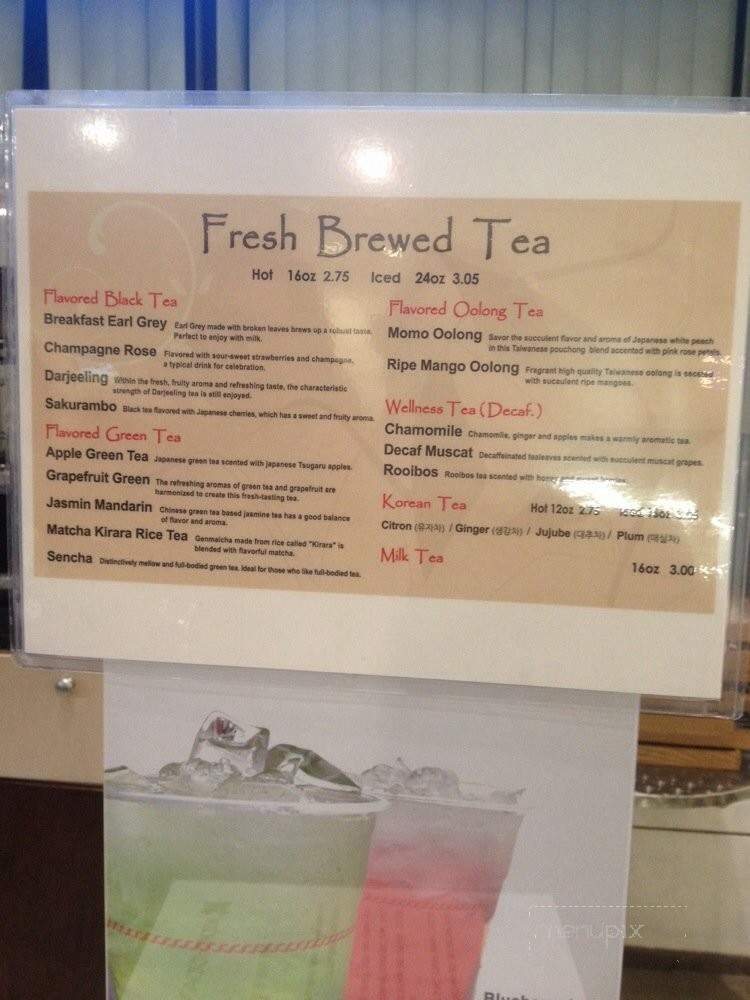 Fresh Brewed Tea
Hot 16oz 2.75 Iced 24oz 3.05
Flavored Black Tea
Breakfast Earl Grey Earl Grey made with broken leaves brews up a robust taste.
Perfect to enjoy with milk.
Champagne Rose Flavored with sour-sweet strawberries and champagne,
a typical drink for celebration.
Darjeeling Within the fresh, fruity aroma and refreshing taste, the characteristic
strength of Darjeeling tea is still enjoyed.
Sakurambo Black tea flavored with Japanese cherries, which has a sweet and fruity aroma.
Flavored Green Tea
Apple Green Tea Japanese green tea scented with japanese Tsugaru apples.
Grapefruit Green The refreshing aromas of green tea and grapefruit are
harmonized to create this fresh-tasting tea.
Jasmin Mandarin Chinese green tea based jasmine tea has a good balance
of flavor and aroma.
Matcha Kirara Rice Tea Genmaicha made from rice called "Kirara" is
blended with flavorful matcha.
Sencha Distinctively mellow and full-bodied green tea. Ideal for those who like full-bodied tea.
Flavored Oolong Tea
Momo Oolong Savor the succulent flavor and aroma of Japanese white peach
in this Taiwanese pouchong blend accented with pink rose petals.
Ripe Mango Oolong Fragrant high quality Taiwanese oolong is scented
with sucaulent ripe mangoes.
Wellness Tea (Decaf.)
Chamomile Chamomile, ginger and apples makes a warmly aromatic tea.
Decaf Muscat Decaffeinated tealeaves scented with succulent muscat grapes.
Rooibos Rooibos tea scented with honey
Korean Tea Hot 12oz 2.75 3.05
Citron (유자차) / Ginger (생강차) / Jujube (대추차) / Plum (매실차)
Milk Tea 16oz 3.00
menupix